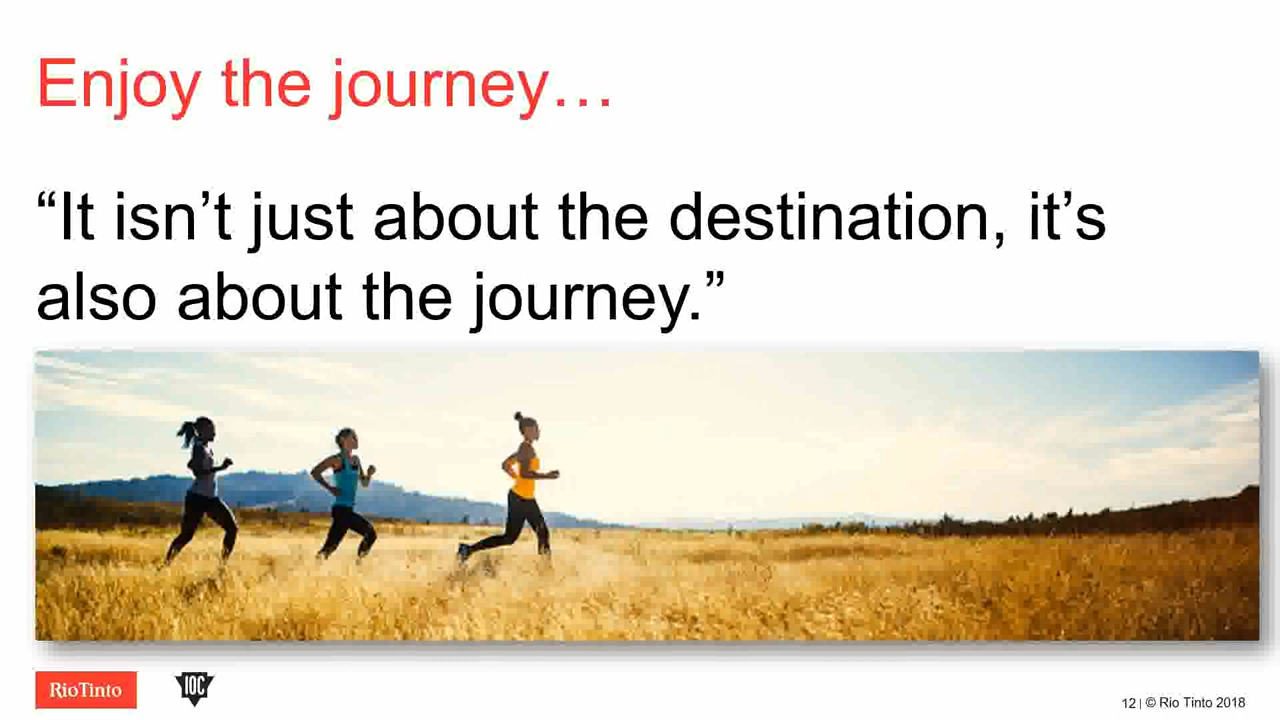 Enjoy the journey…
“It isn’t just about the destination, it’s
also about the journey.”
RioTinto
IOC
12 | © Rio Tinto 2018